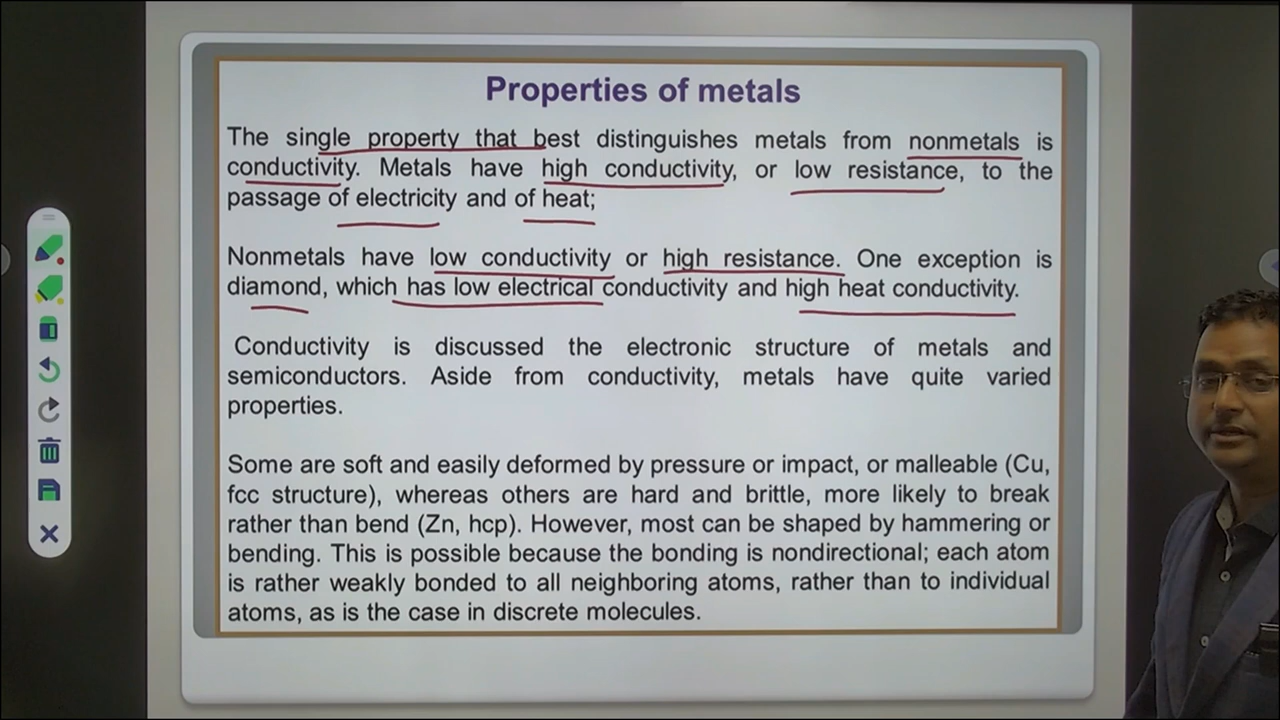 Properties of metals
The single property that best distinguishes metals from nonmetals is
conductivity. Metals have high conductivity, or low resistance, to the
passage of electricity and of heat;
Nonmetals have low conductivity or high resistance. One exception is
diamond, which has low electrical conductivity and high heat conductivity.
Conductivity is discussed the electronic structure of metals and
semiconductors. Aside from conductivity, metals have quite varied
properties.
Some are soft and easily deformed by pressure or impact, or malleable (Cu,
fcc structure), whereas others are hard and brittle, more likely to break
rather than bend (Zn, hcp). However, most can be shaped by hammering or
bending. This is possible because the bonding is nondirectional; each atom
is rather weakly bonded to all neighboring atoms, rather than to individual
atoms, as is the case in discrete molecules.